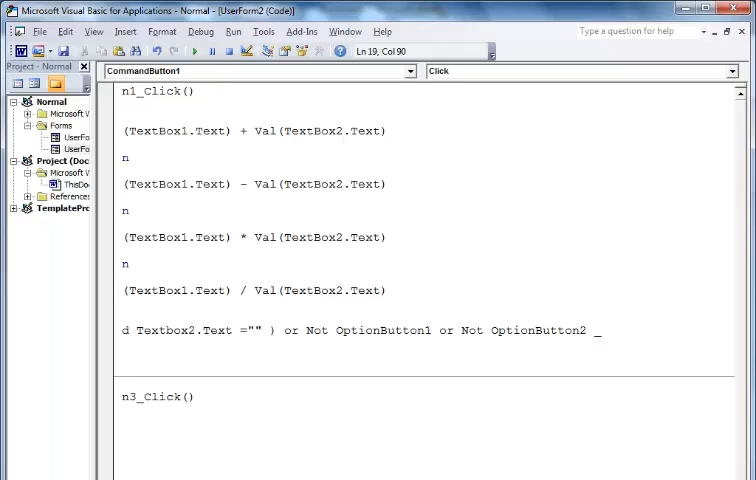 Microsoft Visual Basic for Applications - Normal - [UserForm2 (Code)]
File Edit View Insert Format Debug Run Tools Add-Ins Window Help
Type a question for help
Ln 19, Col 90
Project - Normal
CommandButton1
Click
Normal
Microsoft W
Forms
UserFo
UserFo
Project (Doc
Microsoft W
ThisDo
References
TemplatePro
n1_Click()
(TextBox1.Text) + Val(TextBox2.Text)
n
(TextBox1.Text) - Val(TextBox2.Text)
n
(TextBox1.Text) * Val(TextBox2.Text)
n
(TextBox1.Text) / Val(TextBox2.Text)
d Textbox2.Text ="" ) or Not OptionButton1 or Not OptionButton2 _
n3_Click()